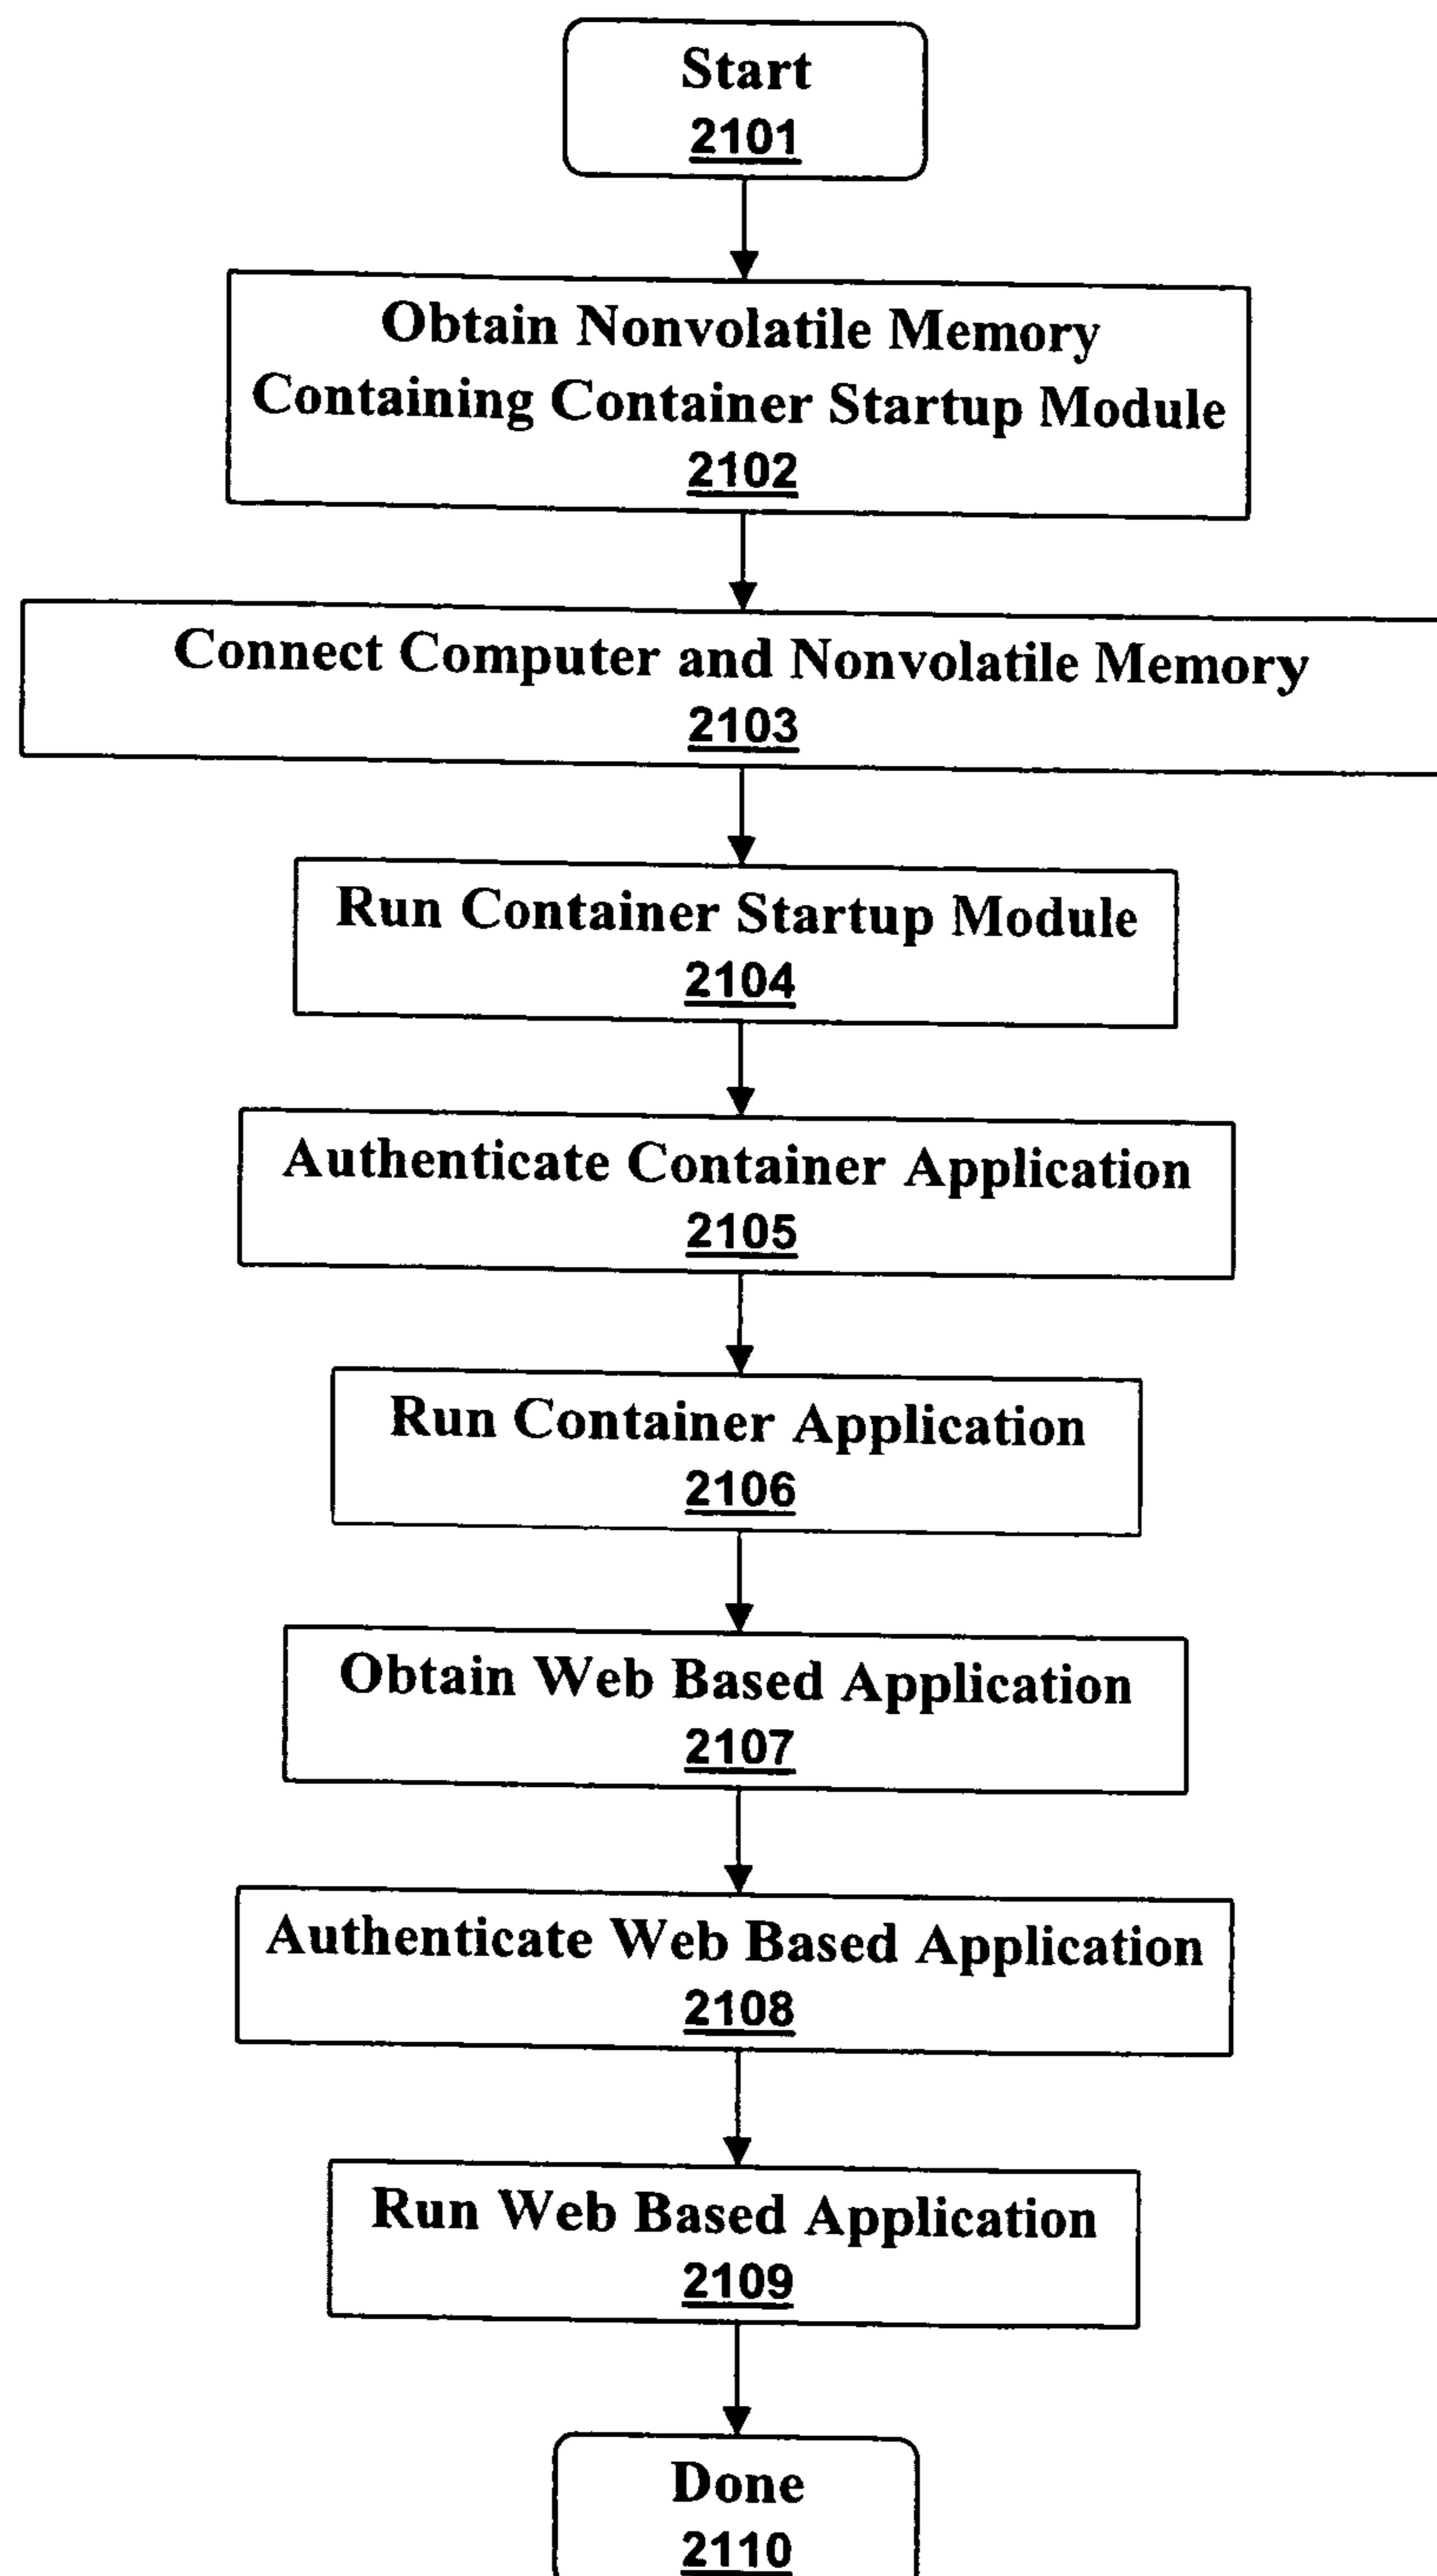 Start
2101
Obtain Nonvolatile Memory
Containing Container Startup Module
2102
Connect Computer and Nonvolatile Memory
2103
Run Container Startup Module
2104
Authenticate Container Application
2105
Run Container Application
2106
Obtain Web Based Application
2107
Authenticate Web Based Application
2108
Run Web Based Application
2109
Done
2110